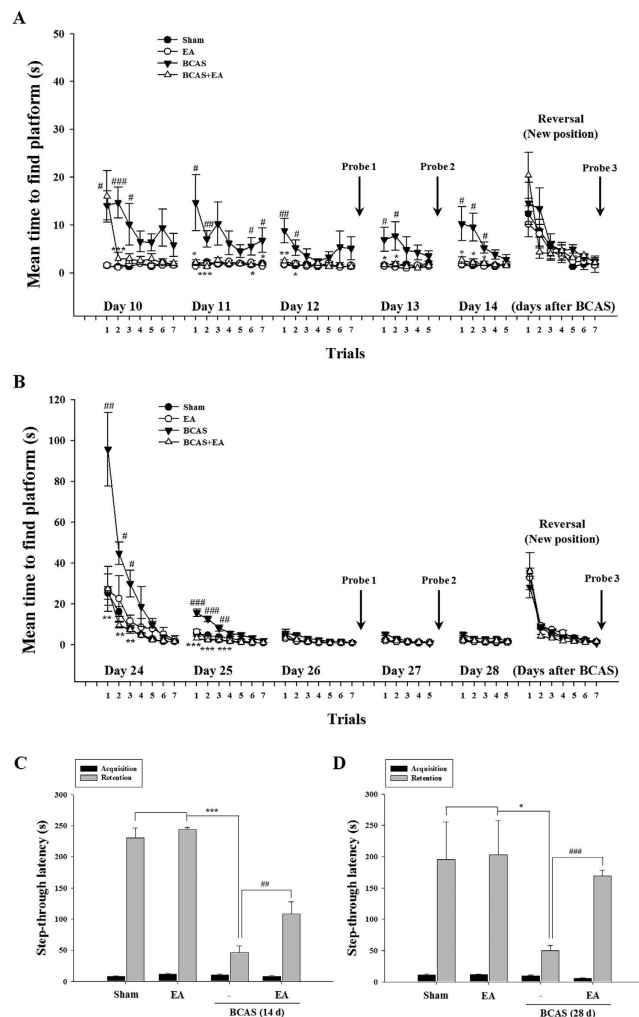 A
Mean time to find platform (s)
50
40
30
20
10
0
Sham
EA
BCAS
BCAS+EA
Reversal
(New position)
Probe 1
Probe 2
Probe 3
# ### # # ## # # ## # # # # # #
*** * *** * ** * * * * * *
Day 10 Day 11 Day 12 Day 13 Day 14 (days after BCAS)
1 2 3 4 5 6 7 1 2 3 4 5 6 7 1 2 3 4 5 6 7 1 2 3 4 5 1 2 3 4 5 1 2 3 4 5 6 7
Trials
B
Mean time to find platform (s)
120
100
80
60
40
20
0
Sham
EA
BCAS
BCAS+EA
Reversal
(New position)
Probe 1
Probe 2
Probe 3
## # # ### ### ##
** ** ** *** *** ***
Day 24 Day 25 Day 26 Day 27 Day 28 (Days after BCAS)
1 2 3 4 5 6 7 1 2 3 4 5 6 7 1 2 3 4 5 6 7 1 2 3 4 5 1 2 3 4 5 1 2 3 4 5 6 7
Trials
C
Acquisition
Retention
Step-through latency (s)
300
250
200
150
100
50
0
***
##
Sham EA - EA
BCAS (14 d)
D
Acquisition
Retention
Step-through latency (s)
300
250
200
150
100
50
0
*
###
Sham EA - EA
BCAS (28 d)